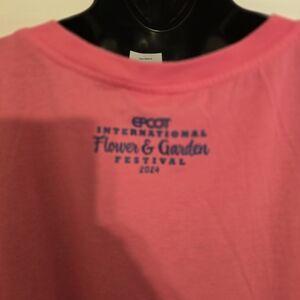 EPCOT
INTERNATIONAL
Flower & Garden
FESTIVAL
2024